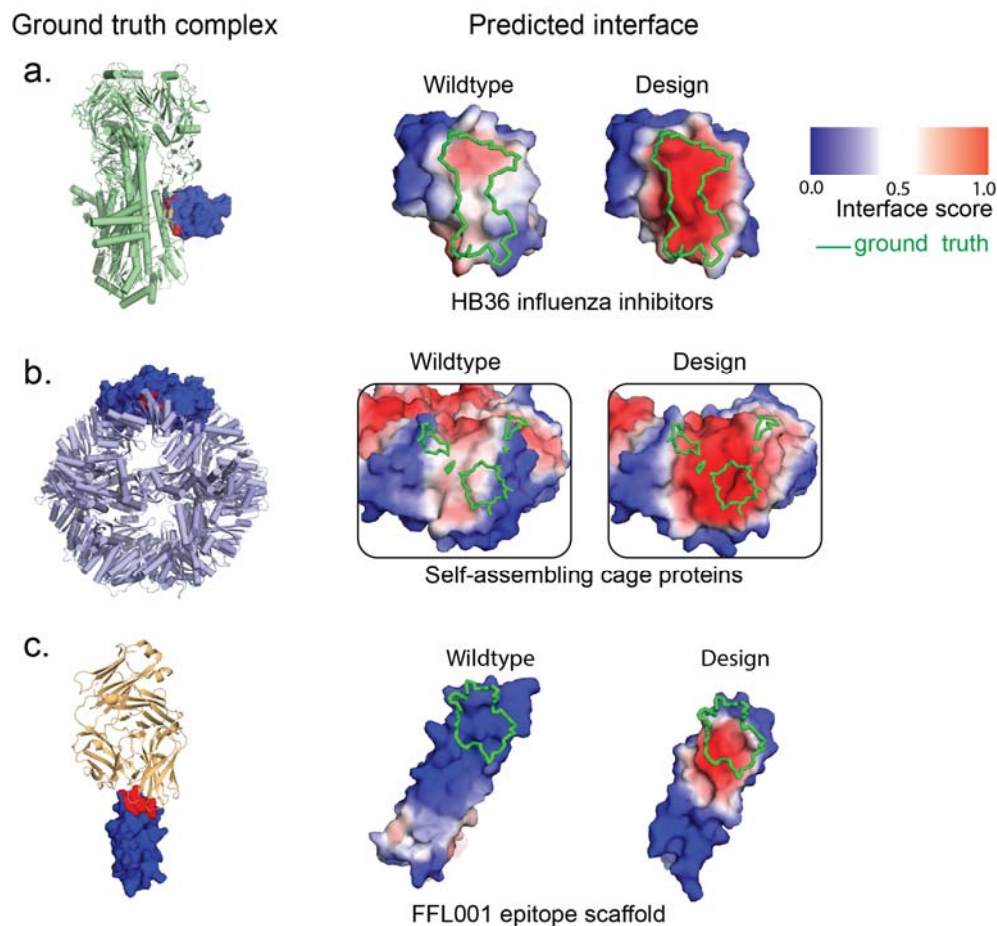 Ground truth complex
Predicted interface
a.
Wildtype
Design
0.0 0.5 1.0
Interface score
ground truth
HB36 influenza inhibitors
b.
Wildtype
Design
Self-assembling cage proteins
c.
Wildtype
Design
FFL001 epitope scaffold